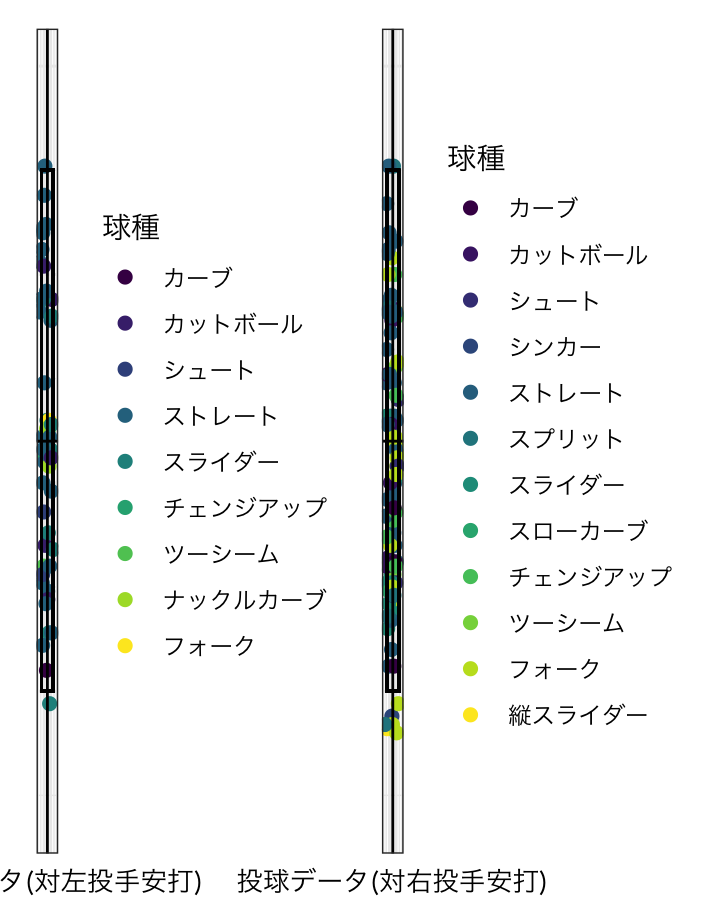 球種
カーブ
カットボール
シュート
ストレート
スライダー
チェンジアップ
ツーシーム
ナックルカーブ
フォーク
タ(対左投手安打)
球種
カーブ
カットボール
シュート
シンカー
ストレート
スプリット
スライダー
スローカーブ
チェンジアップ
ツーシーム
フォーク
縦スライダー
投球データ(対右投手安打)